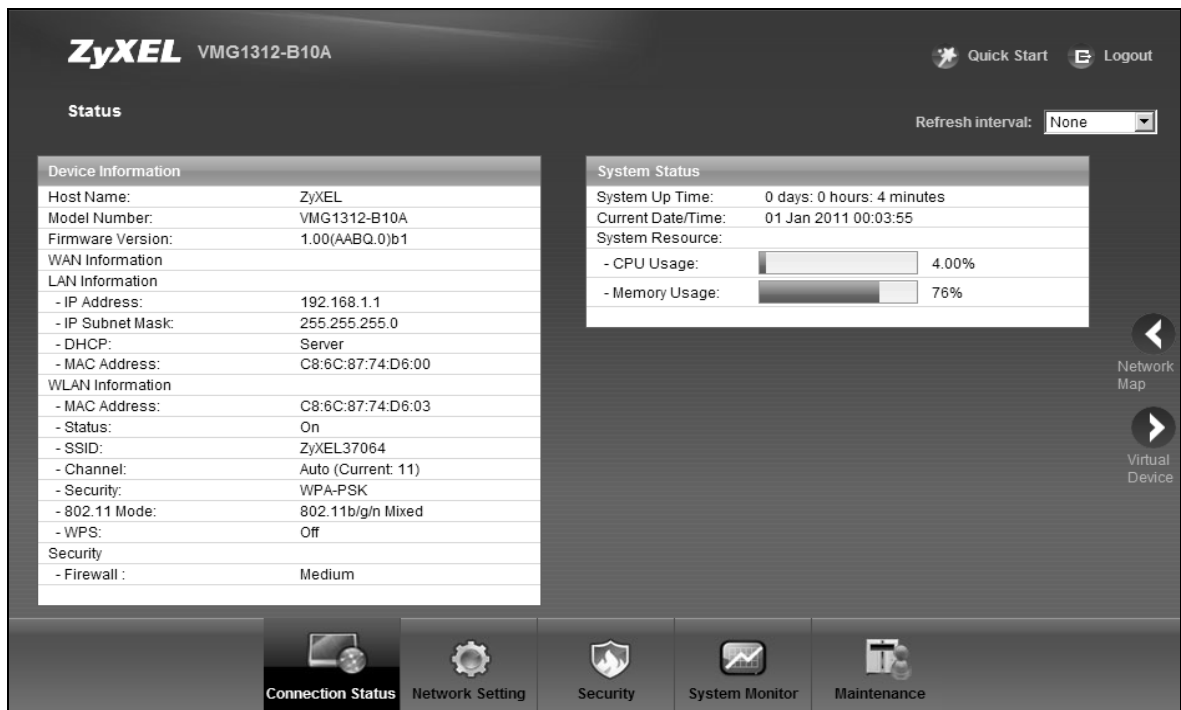 ZyXEL VMG1312-B10A
Quick Start Logout
Status
Refresh interval: None
Device Information
Host Name: ZyXEL
Model Number: VMG1312-B10A
Firmware Version: 1.00(AABQ.0)b1
WAN Information
LAN Information
- IP Address: 192.168.1.1
- IP Subnet Mask: 255.255.255.0
- DHCP: Server
- MAC Address: C8:6C:87:74:D6:00
WLAN Information
- MAC Address: C8:6C:87:74:D6:03
- Status: On
- SSID: ZyXEL37064
- Channel: Auto (Current: 11)
- Security: WPA-PSK
- 802.11 Mode: 802.11b/g/n Mixed
- WPS: Off
Security
- Firewall : Medium
System Status
System Up Time: 0 days: 0 hours: 4 minutes
Current Date/Time: 01 Jan 2011 00:03:55
System Resource:
- CPU Usage: 4.00%
- Memory Usage: 76%
Network
Map
Virtual
Device
Connection Status Network Setting Security System Monitor Maintenance